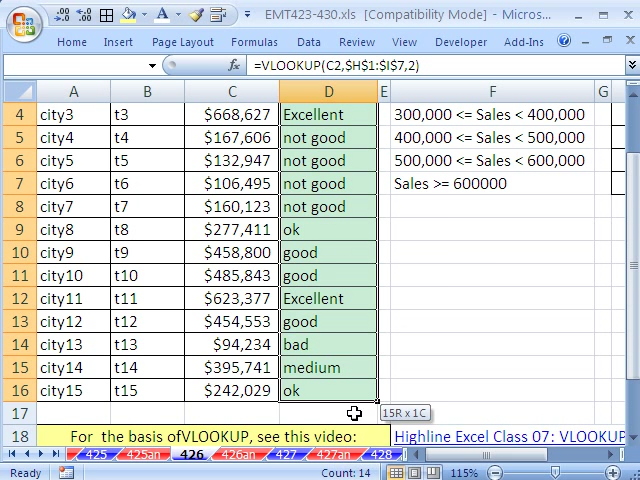 EMT423-430.xls [Compatibility Mode] - Micros...
Home Insert Page Layout Formulas Data Review View Developer Add-Ins
fx =VLOOKUP(C2,$H$1:$I$7,2)
A B C D E F G
4 city3 t3 $668,627 Excellent 300,000 <= Sales < 400,000
5 city4 t4 $167,606 not good 400,000 <= Sales < 500,000
6 city5 t5 $132,947 not good 500,000 <= Sales < 600,000
7 city6 t6 $106,495 not good Sales >= 600000
8 city7 t7 $160,123 not good
9 city8 t8 $277,411 ok
10 city9 t9 $458,800 good
11 city10 t10 $485,843 good
12 city11 t11 $623,377 Excellent
13 city12 t12 $454,553 good
14 city13 t13 $94,234 bad
15 city14 t14 $395,741 medium
16 city15 t15 $242,029 ok
17 15R x 1C
18 For the basis ofVLOOKUP, see this video: Highline Excel Class 07: VLOOKUP
425 425an 426 426an 427 427an 428
Ready Count: 14 115%